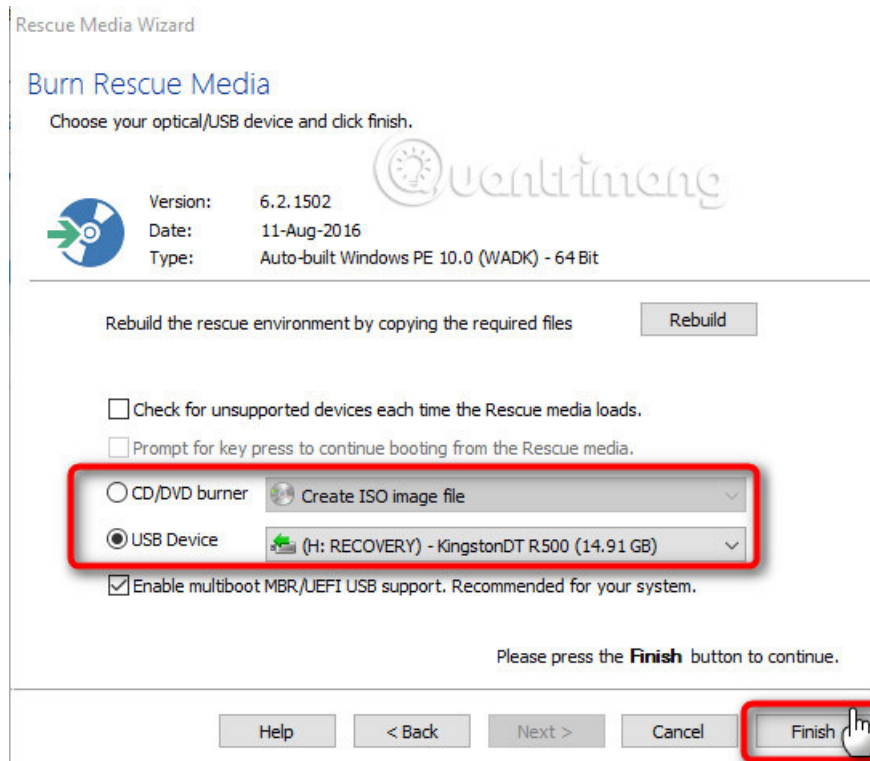 Rescue Media Wizard
Burn Rescue Media
Choose your optical/USB device and click finish.
Quantrimang
Version: 6.2.1502
Date: 11-Aug-2016
Type: Auto-built Windows PE 10.0 (WADK) - 64 Bit
Rebuild the rescue environment by copying the required files Rebuild
Check for unsupported devices each time the Rescue media loads.
Prompt for key press to continue booting from the Rescue media.
CD/DVD burner Create ISO image file
USB Device (H: RECOVERY) - KingstonDT R500 (14.91 GB)
Enable multiboot MBR/UEFI USB support. Recommended for your system.
Please press the Finish button to continue.
Help < Back Next > Cancel Finish